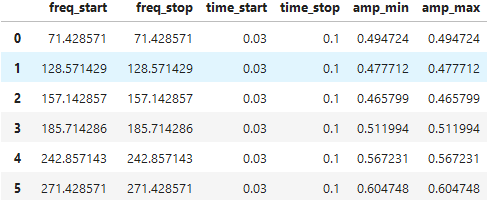 freq_start freq_stop time_start time_stop amp_min amp_max
0 71.428571 71.428571 0.03 0.1 0.494724 0.494724
1 128.571429 128.571429 0.03 0.1 0.477712 0.477712
2 157.142857 157.142857 0.03 0.1 0.465799 0.465799
3 185.714286 185.714286 0.03 0.1 0.511994 0.511994
4 242.857143 242.857143 0.03 0.1 0.567231 0.567231
5 271.428571 271.428571 0.03 0.1 0.604748 0.604748